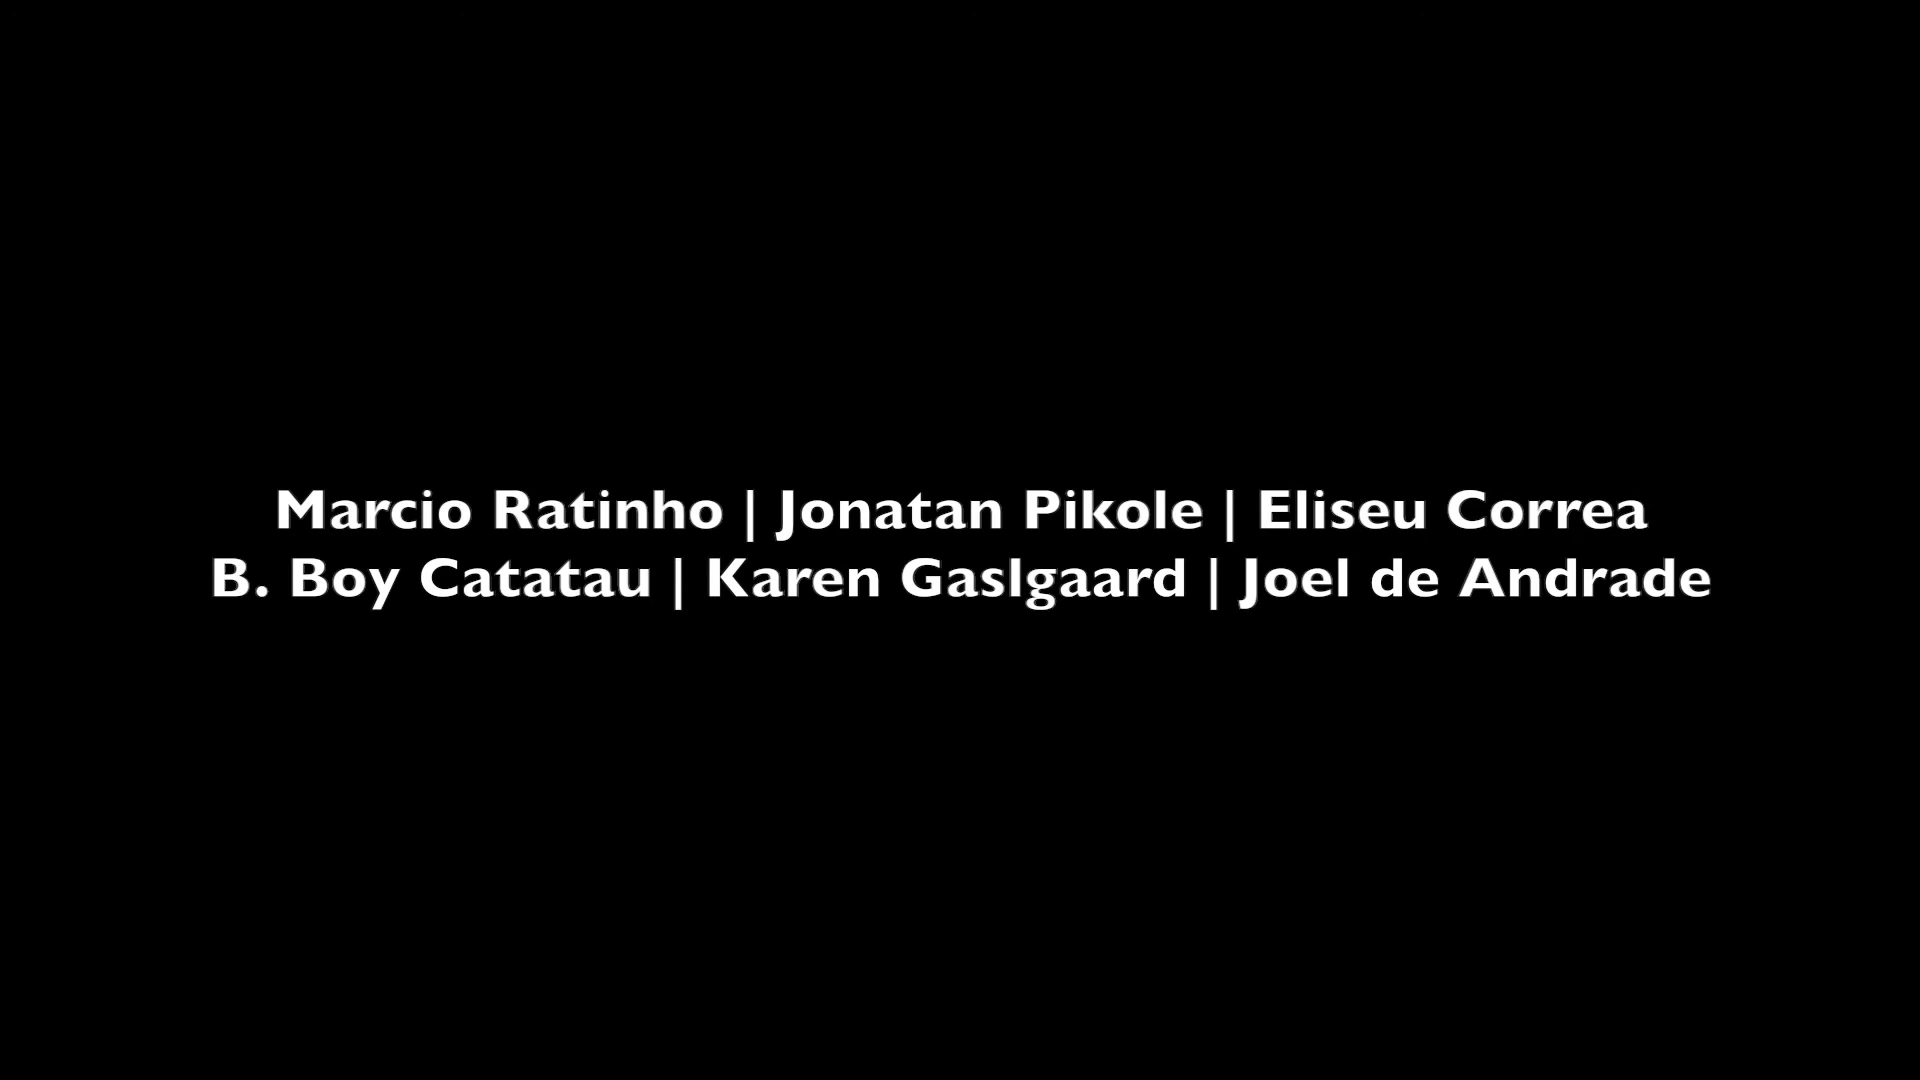 Marcio Ratinho | Jonatan Pikole | Eliseu Correa
B. Boy Catatau | Karen Gaslgaard | Joel de Andrade